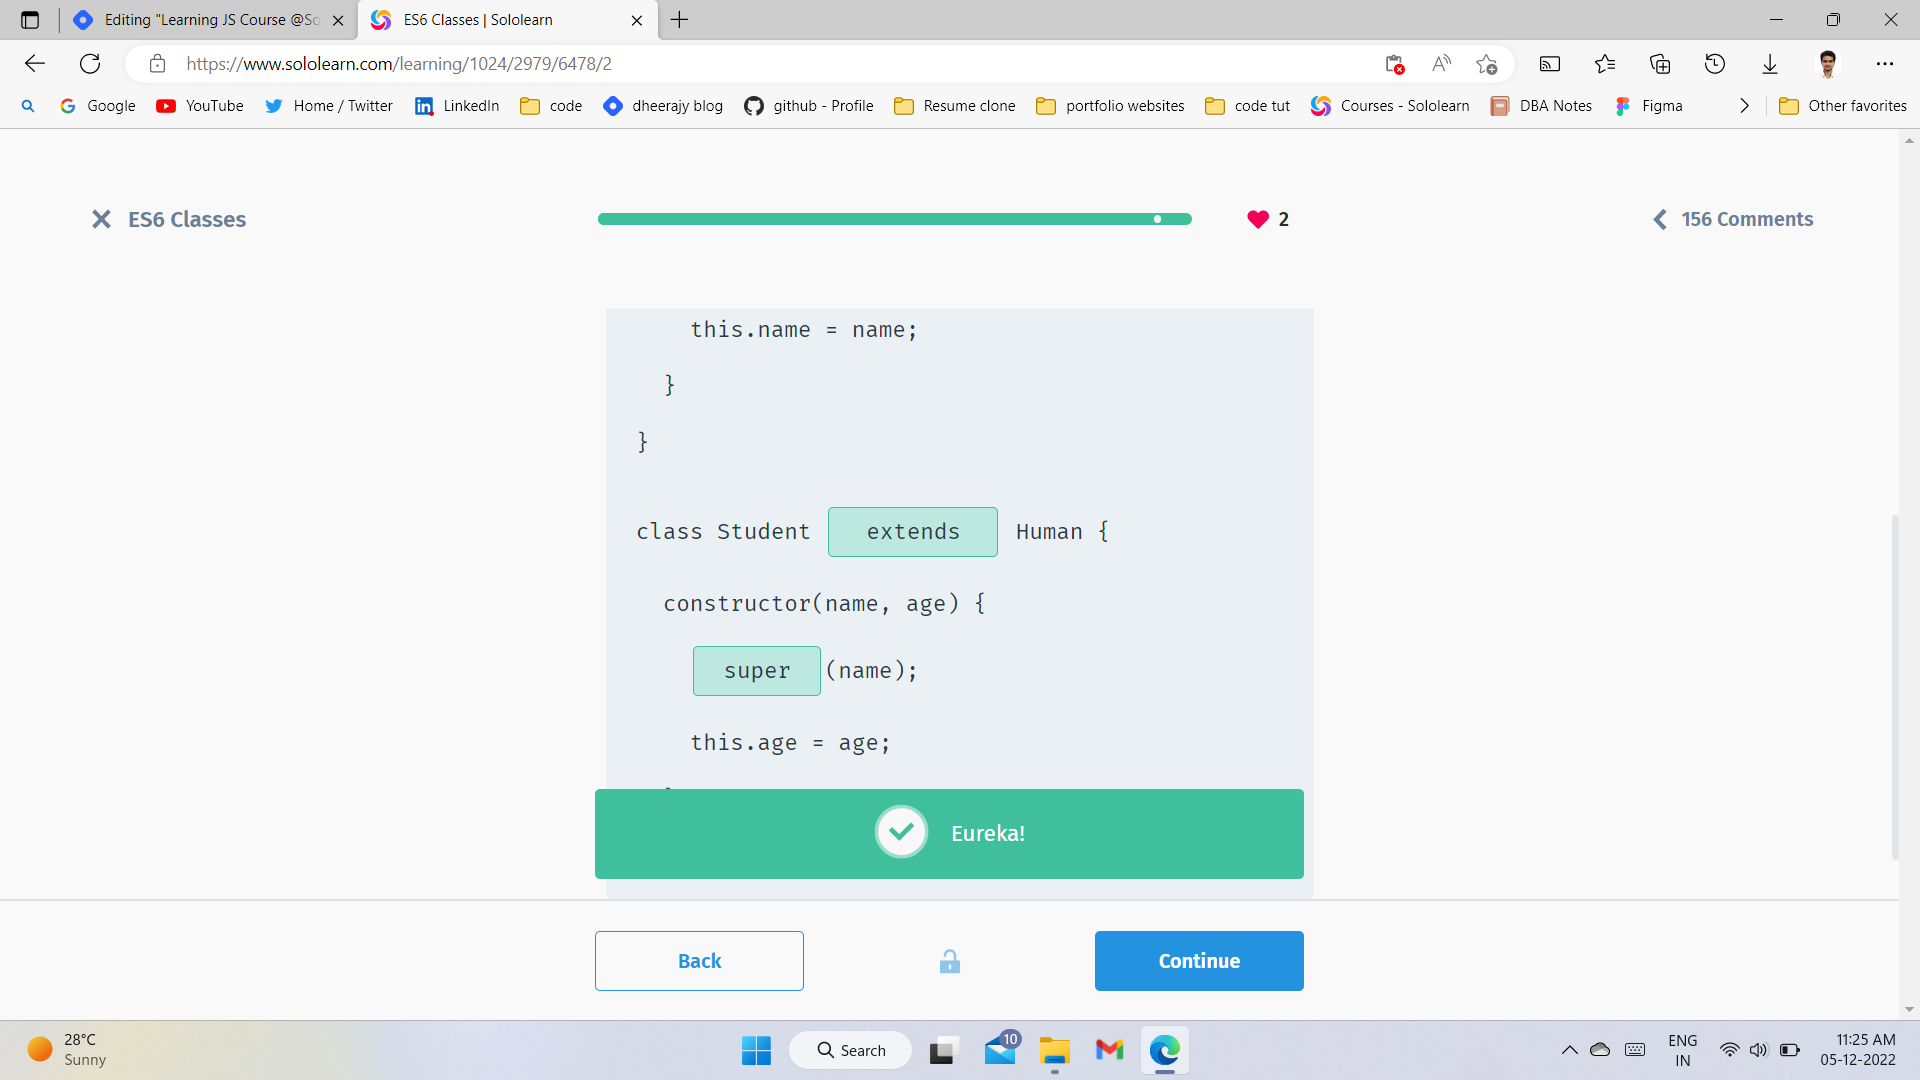 Editing "Learning JS Course @So
ES6 Classes | Sololearn
https://www.sololearn.com/learning/1024/2979/6478/2
Google YouTube Home / Twitter LinkedIn code dheerajy blog github - Profile Resume clone portfolio websites code tut Courses - Sololearn DBA Notes Figma Other favorites
ES6 Classes
2
156 Comments
this.name = name;
}
}
class Student extends Human {
constructor(name, age) {
super (name);
this.age = age;
Eureka!
Back
Continue
28°C
Sunny
Search
10
ENG
IN
11:25 AM
05-12-2022